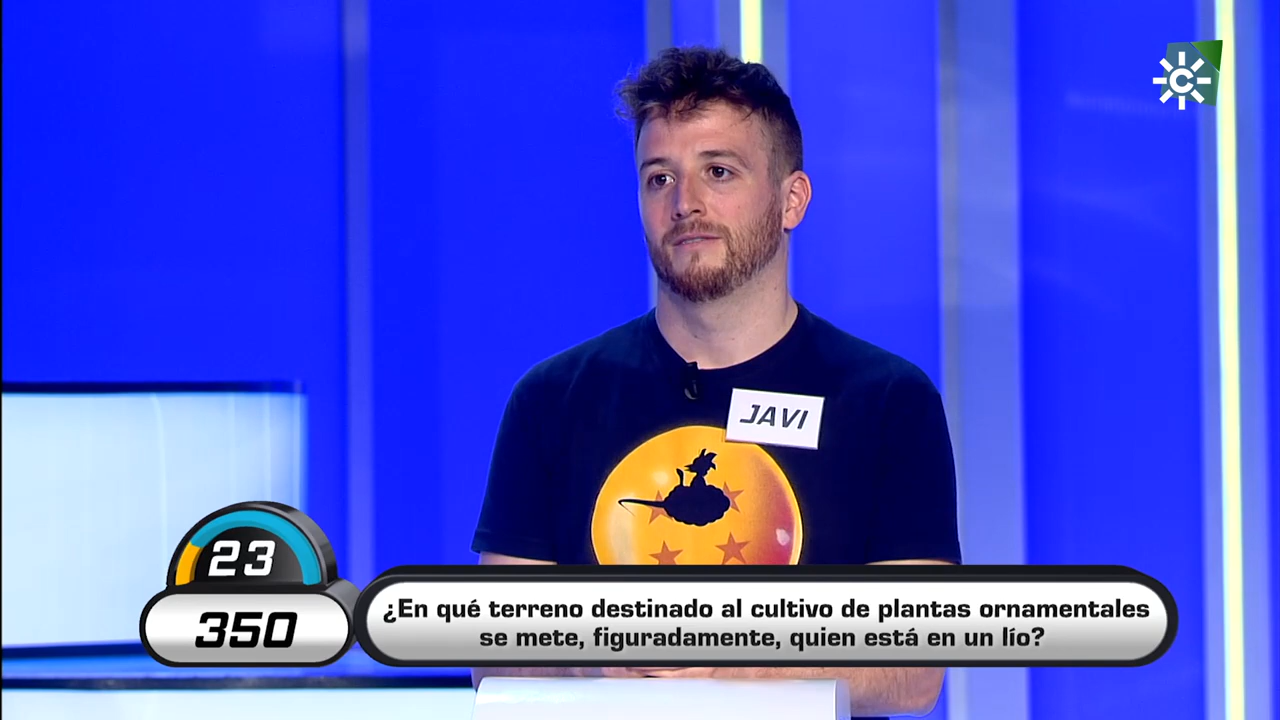 C
JAVI
23
350
¿En qué terreno destinado al cultivo de plantas ornamentales
se mete, figuradamente, quien está en un lío?